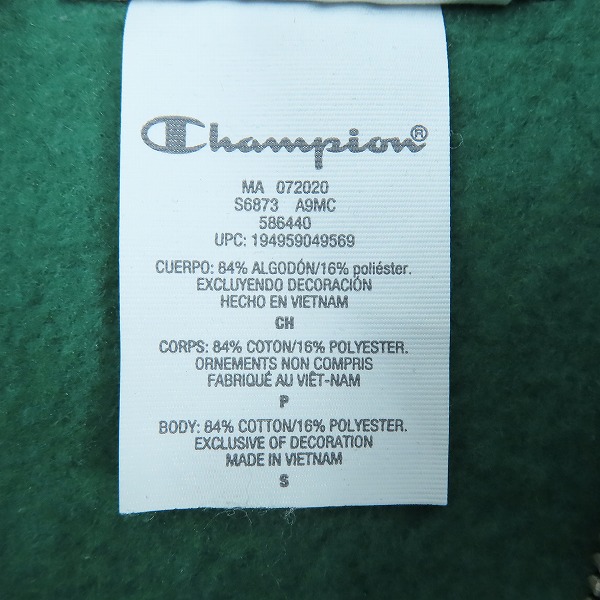 Champion®
MA 072020
S6873 A9MC
586440
UPC: 194959049569
CUERPO: 84% ALGODÓN/16% poliéster.
EXCLUYENDO DECORACIÓN
HECHO EN VIETNAM
CH
CORPS: 84% COTON/16% POLYESTER.
ORNEMENTS NON COMPRIS
FABRIQUÉ AU VIÊT-NAM
P
BODY: 84% COTTON/16% POLYESTER.
EXCLUSIVE OF DECORATION
MADE IN VIETNAM
S